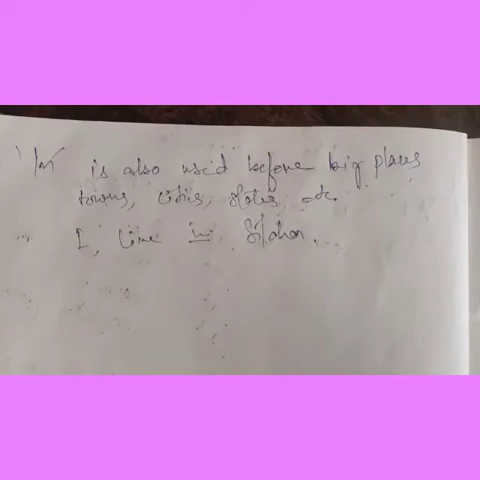 'In' is also used before big places
towns, cities, states, etc.
I live in